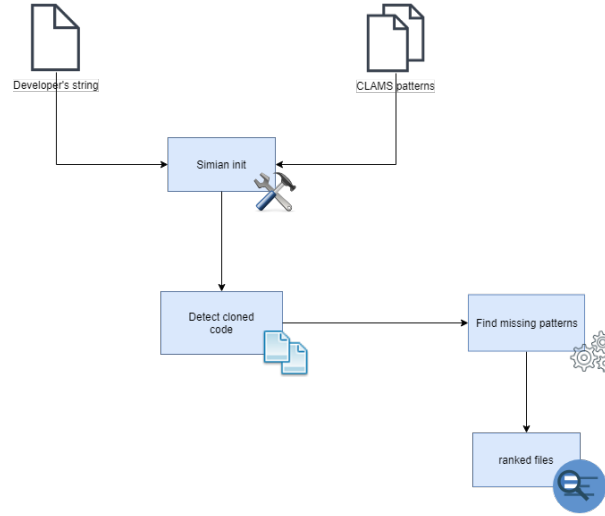 Developer's string
CLAMS patterns
Simian init
Detect cloned
code
Find missing patterns
ranked files